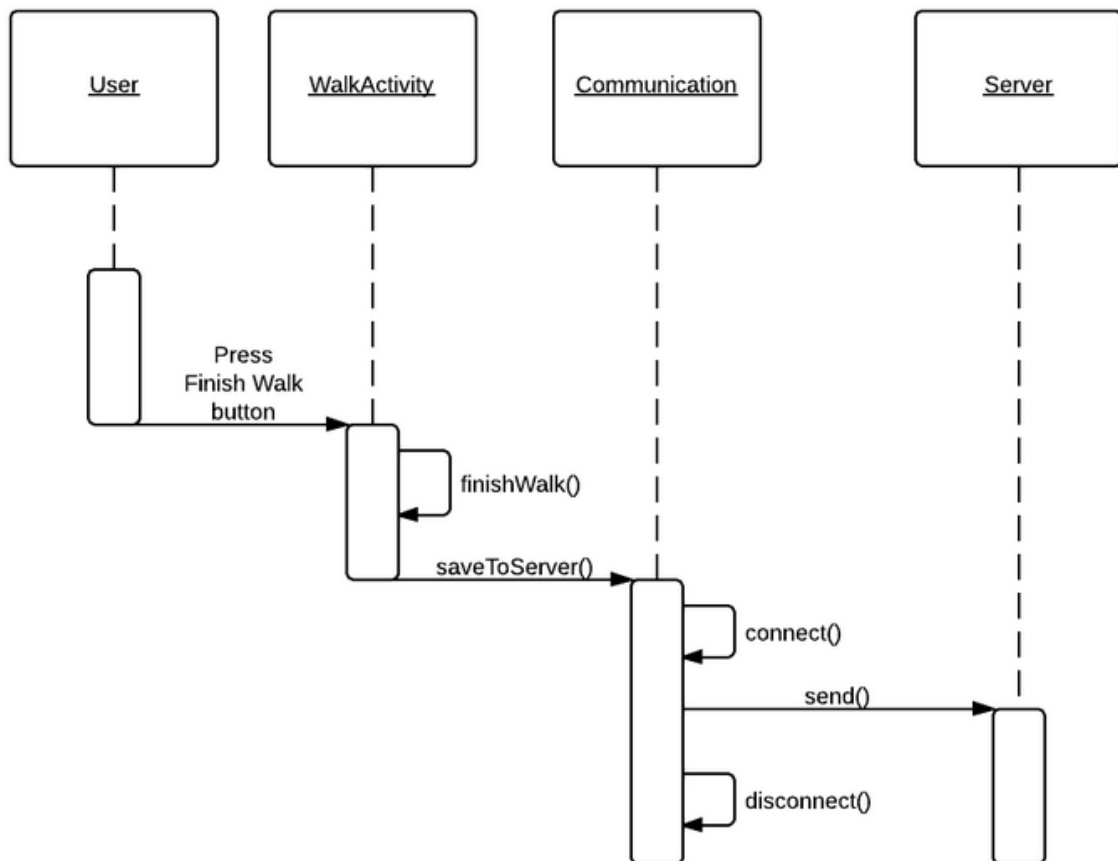 User
WalkActivity
Communication
Server
Press
Finish Walk
button
finishWalk()
saveToServer()
connect()
send()
disconnect()